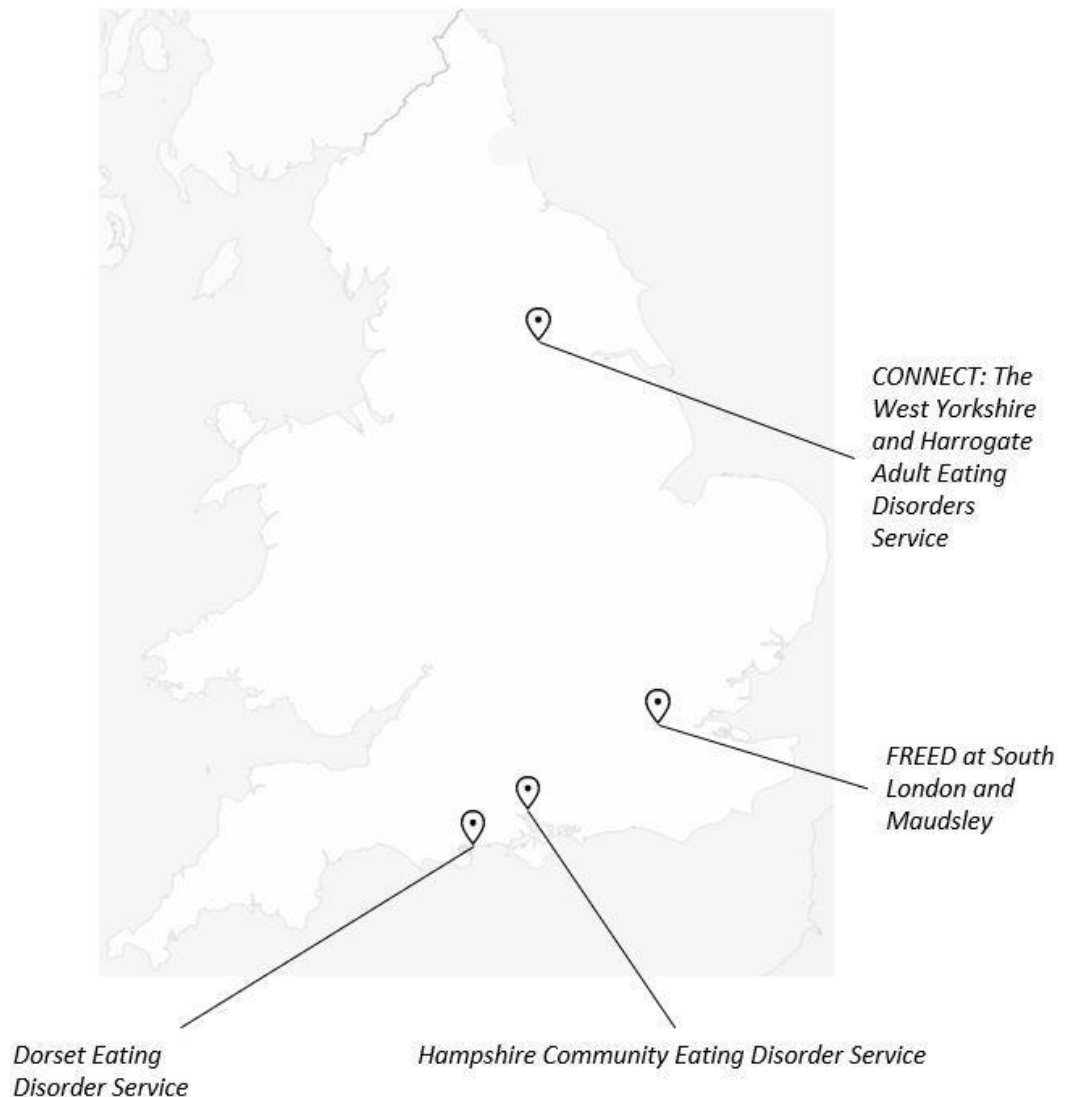 CONNECT: The
West Yorkshire
and Harrogate
Adult Eating
Disorders
Service
FREED at South
London and
Maudsley
Dorset Eating
Disorder Service
Hampshire Community Eating Disorder Service